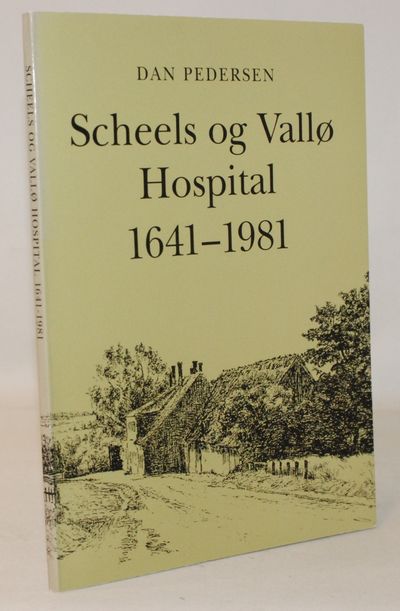 DAN PEDERSEN
Scheels og Vallø
Hospital
1641–1981
SCHEELS OG VALLØ HOSPITAL 1641-1981